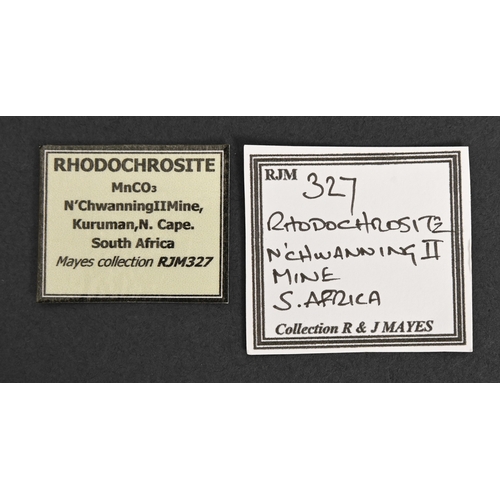 RHODOCHROSITE
MnCO₃
N'ChwanningIIMine,
Kuruman,N. Cape.
South Africa
Mayes collection RJM327
RJM 327
RHODOCHROSITE
N'CHWANNING II
MINE
S. AFRICA
Collection R & J MAYES